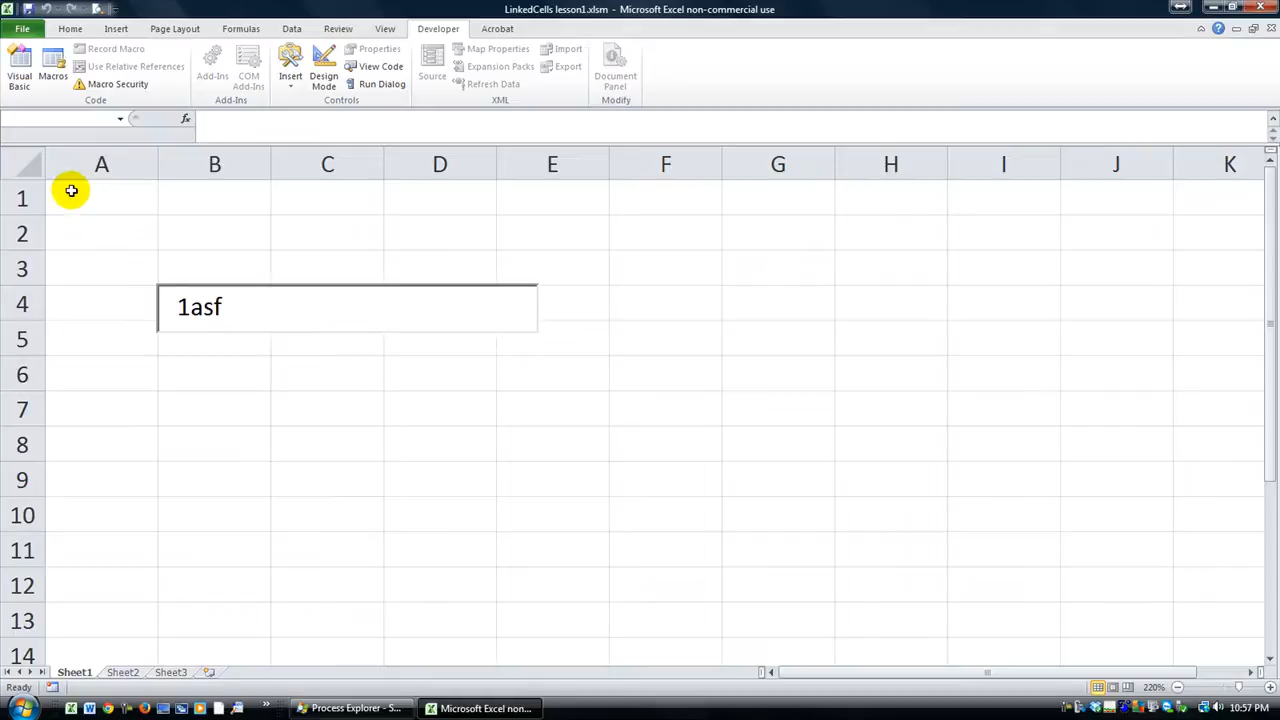 LinkedCells lesson1.xlsm - Microsoft Excel non-commercial use
File Home Insert Page Layout Formulas Data Review View Developer Acrobat
Visual Basic
Macros
Record Macro
Use Relative References
Macro Security
Code
Add-Ins
COM Add-Ins
Add-Ins
Insert
Design Mode
Properties
View Code
Run Dialog
Controls
Source
Map Properties
Expansion Packs
Refresh Data
Import
Export
XML
Document Panel
Modify
fx
A B C D E F G H I J K
1
2
3
4 1asf
5
6
7
8
9
10
11
12
13
14
Sheet1 Sheet2 Sheet3
Ready 220%
Process Explorer - S... Microsoft Excel non-... 10:57 PM